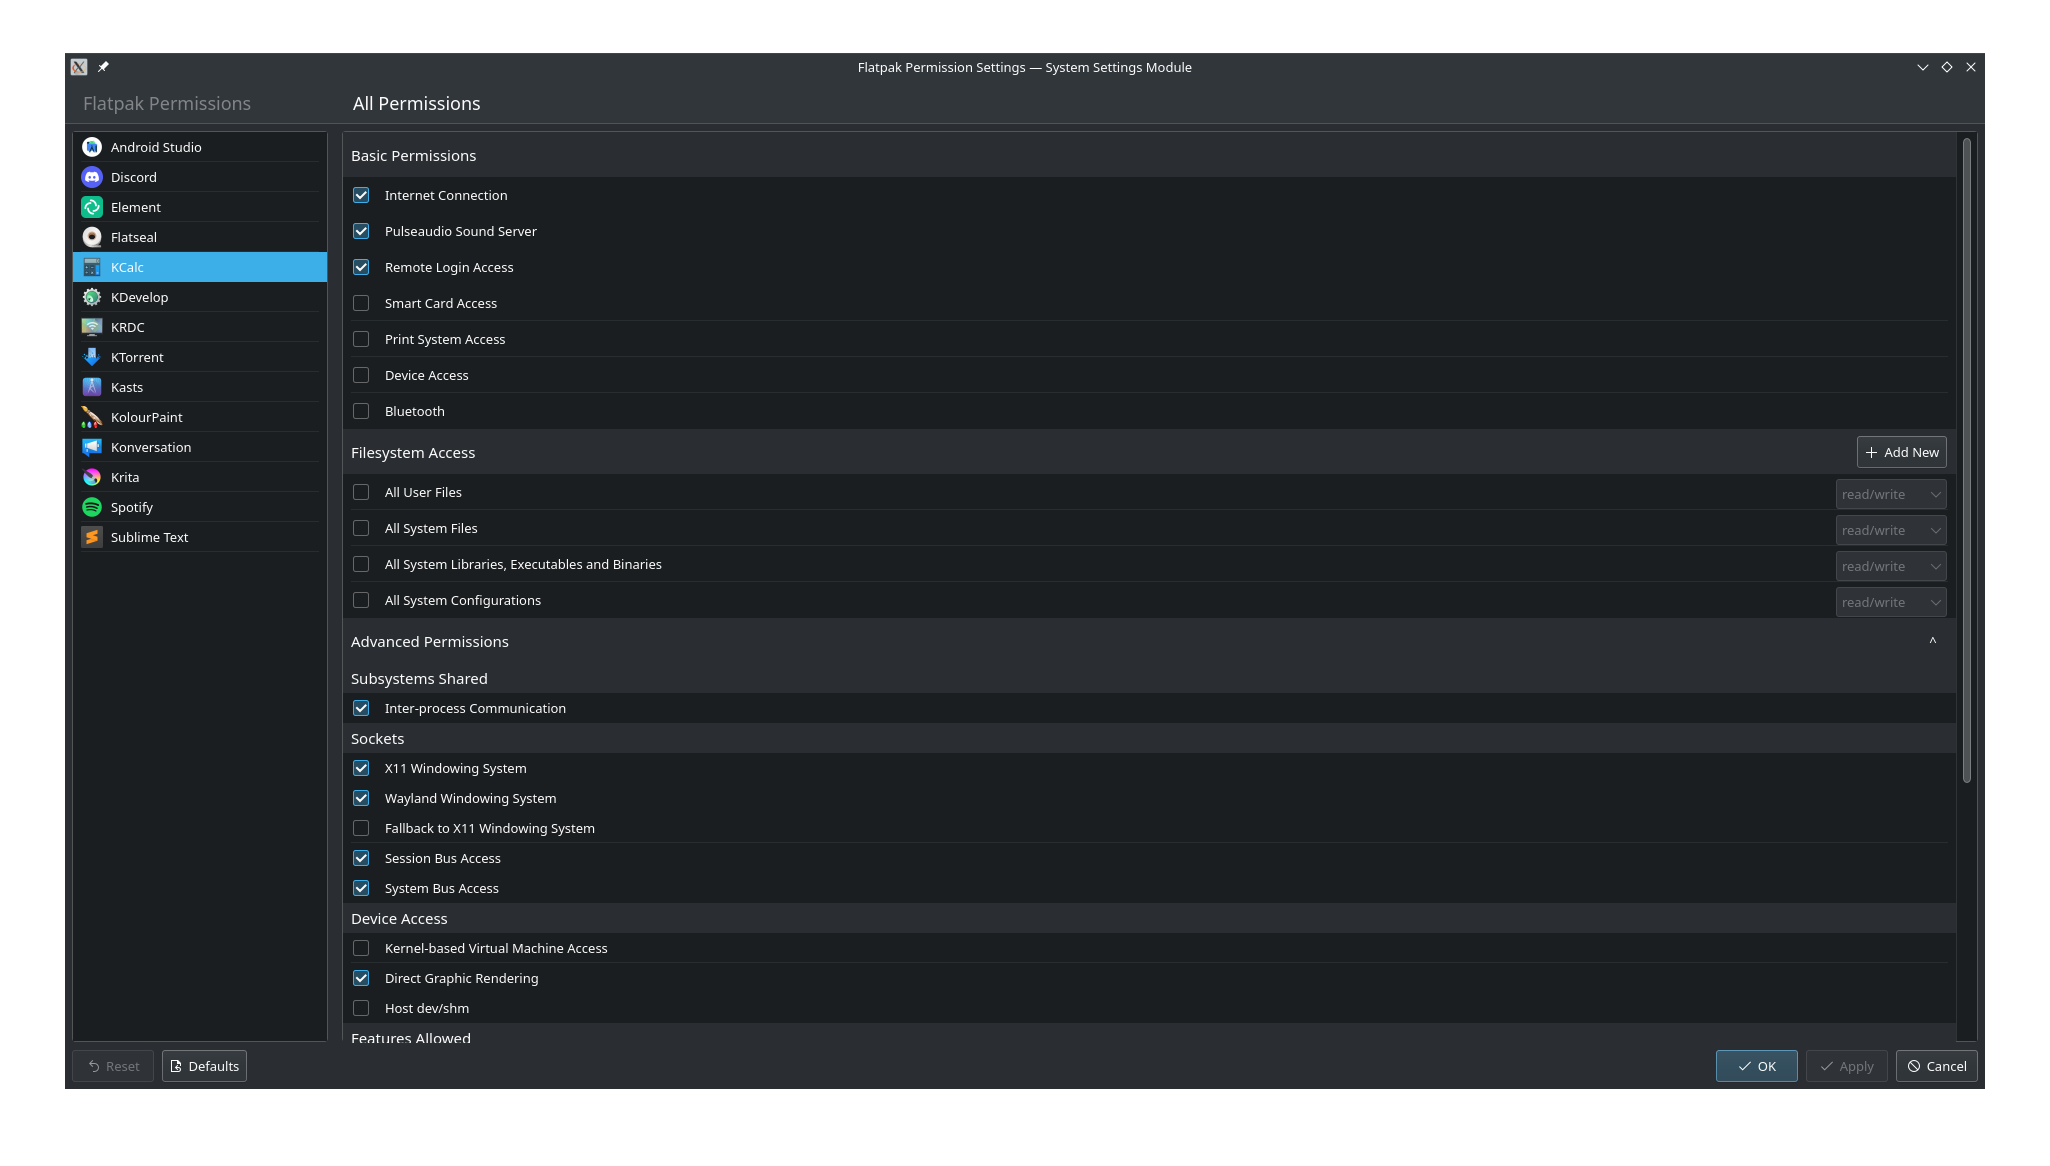 Flatpak Permission Settings — System Settings Module
Flatpak Permissions
All Permissions
Android Studio
Discord
Element
Flatseal
KCalc
KDevelop
KRDC
KTorrent
Kasts
KolourPaint
Konversation
Krita
Spotify
Sublime Text
Basic Permissions
Internet Connection
Pulseaudio Sound Server
Remote Login Access
Smart Card Access
Print System Access
Device Access
Bluetooth
Filesystem Access
Add New
All User Files
read/write
All System Files
read/write
All System Libraries, Executables and Binaries
read/write
All System Configurations
read/write
Advanced Permissions
Subsystems Shared
Inter-process Communication
Sockets
X11 Windowing System
Wayland Windowing System
Fallback to X11 Windowing System
Session Bus Access
System Bus Access
Device Access
Kernel-based Virtual Machine Access
Direct Graphic Rendering
Host dev/shm
Features Allowed
Reset
Defaults
OK
Apply
Cancel